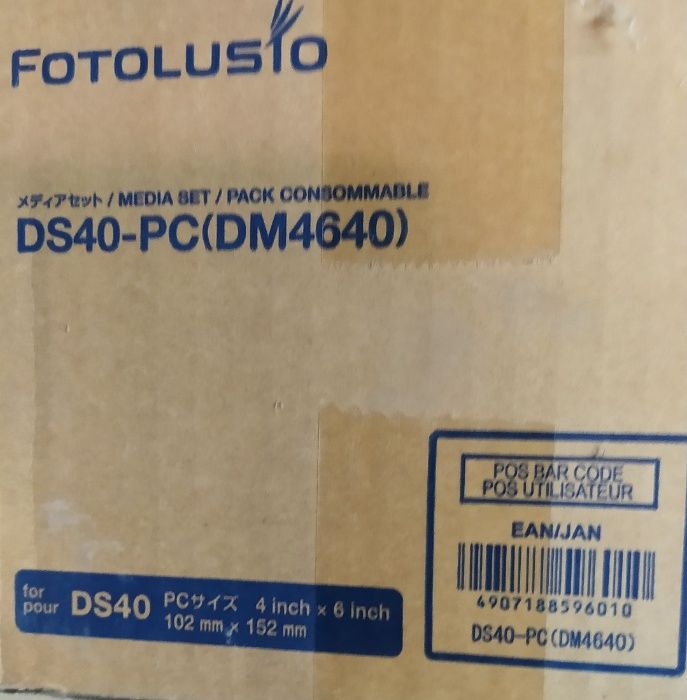 FOTOLUSIO
メディアセット / MEDIA SET / PACK CONSOMMABLE
DS40-PC(DM4640)
POS BAR CODE
POS UTILISATEUR
EAN/JAN
4907188596010
DS40-PC(DM4640)
for
pour
DS40
PCサイズ 4 inch × 6 inch
102 mm × 152 mm